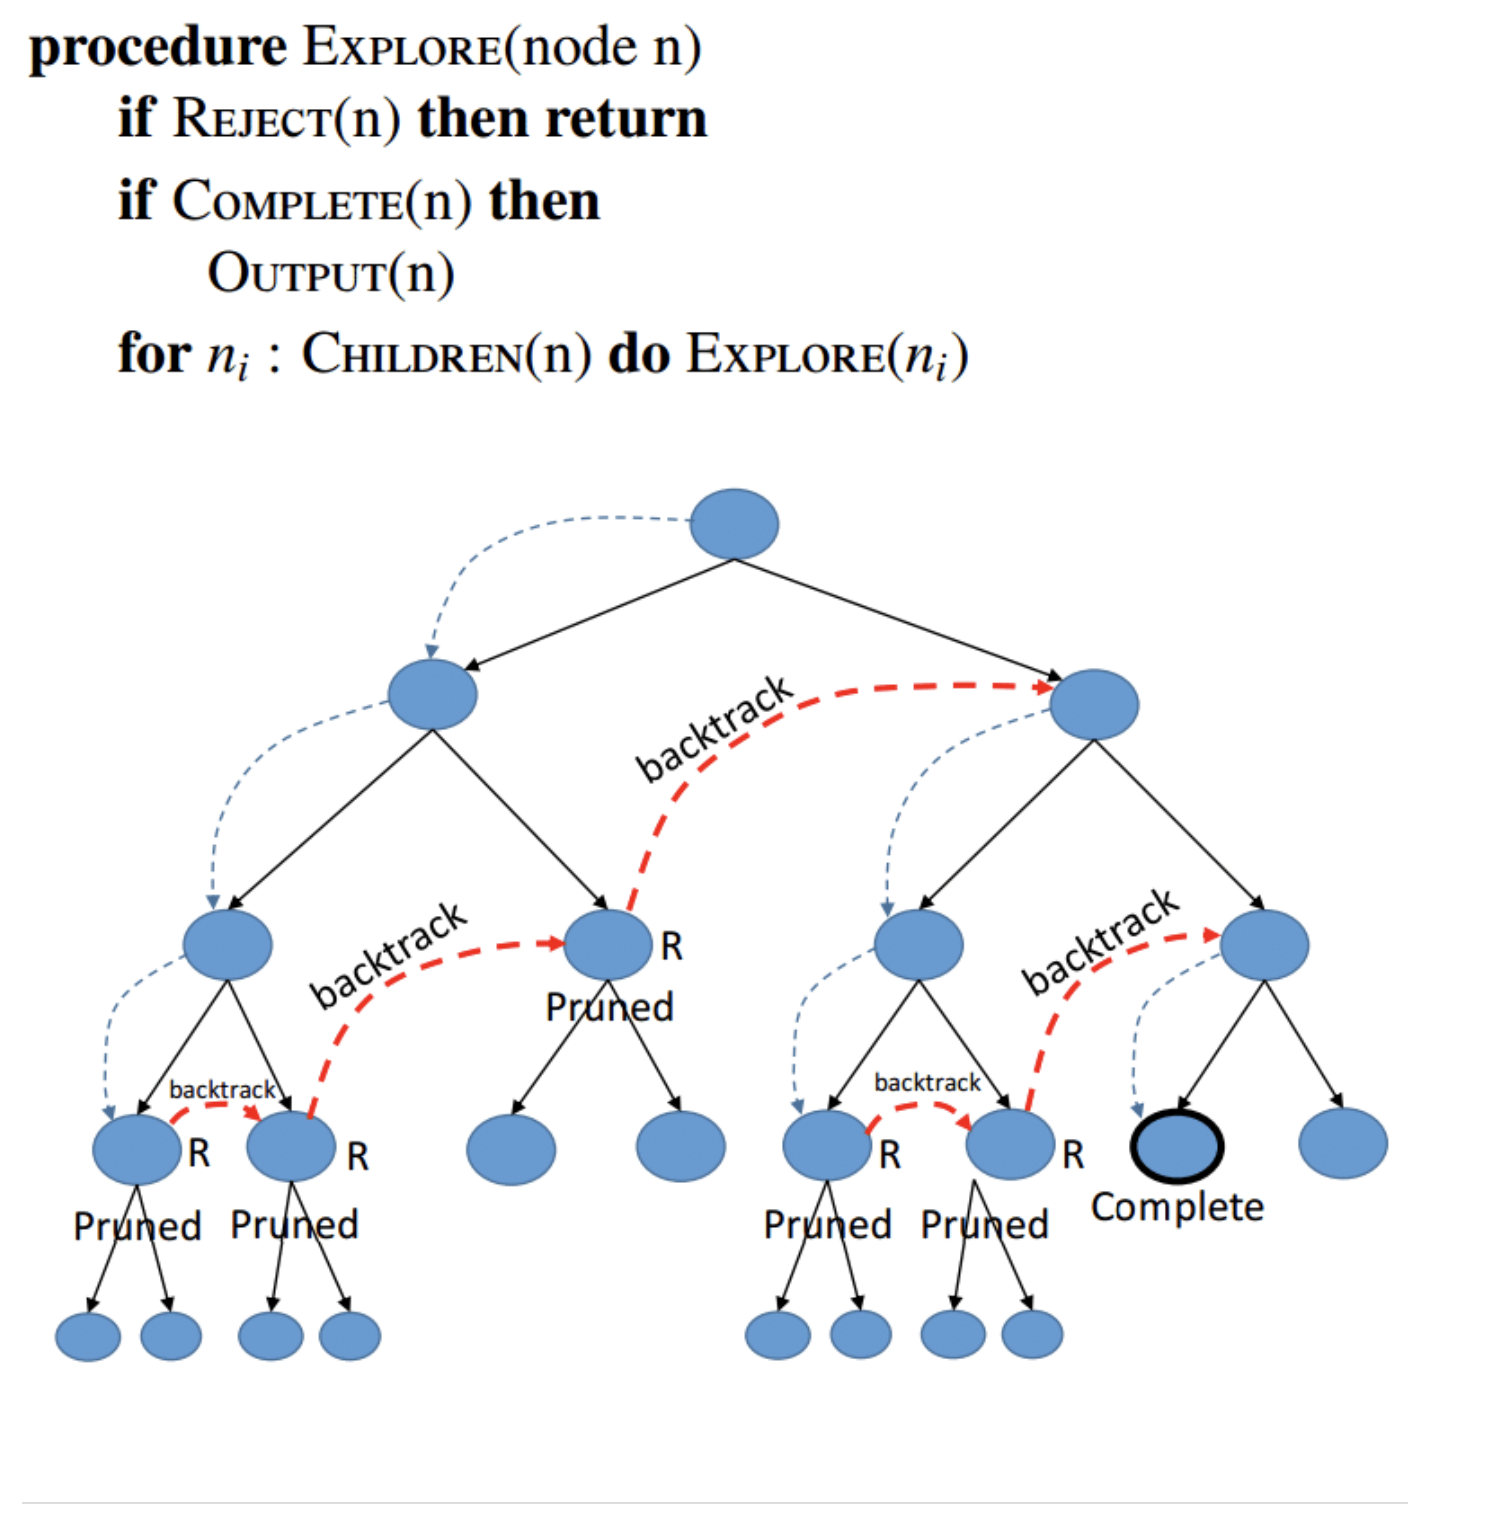 procedure EXPLORE(node n)
if REJECT(n) then return
if COMPLETE(n) then
OUTPUT(n)
for n_i : CHILDREN(n) do EXPLORE(n_i)
backtrack
backtrack
backtrack
R
Pruned
backtrack
backtrack
R
R
R
R
Pruned
Pruned
Pruned
Pruned
Complete